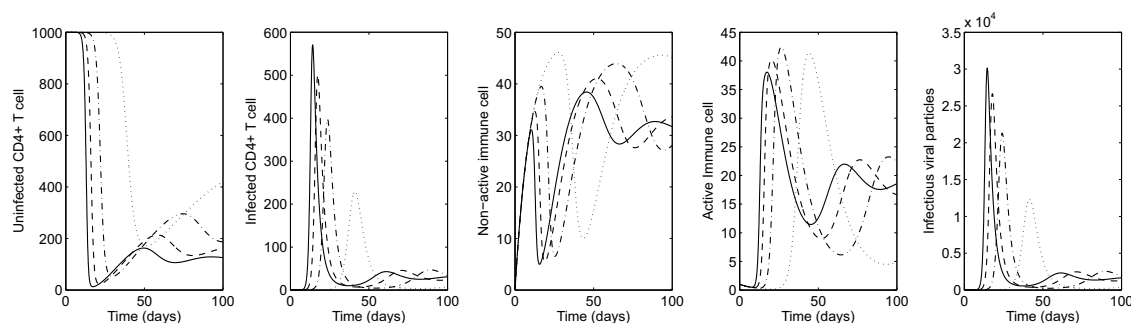 Uninfected CD4+ T cell
1000
800
600
400
200
0
0 50 100
Time (days)
Infected CD4+ T cell
600
500
400
300
200
100
0
0 50 100
Time (days)
Non−active immune cell
50
40
30
20
10
0
0 50 100
Time (days)
Active Immune cell
45
40
35
30
25
20
15
10
5
0
0 50 100
Time (days)
Infectious viral particles
x 10^4
3.5
3
2.5
2
1.5
1
0.5
0
0 50 100
Time (days)